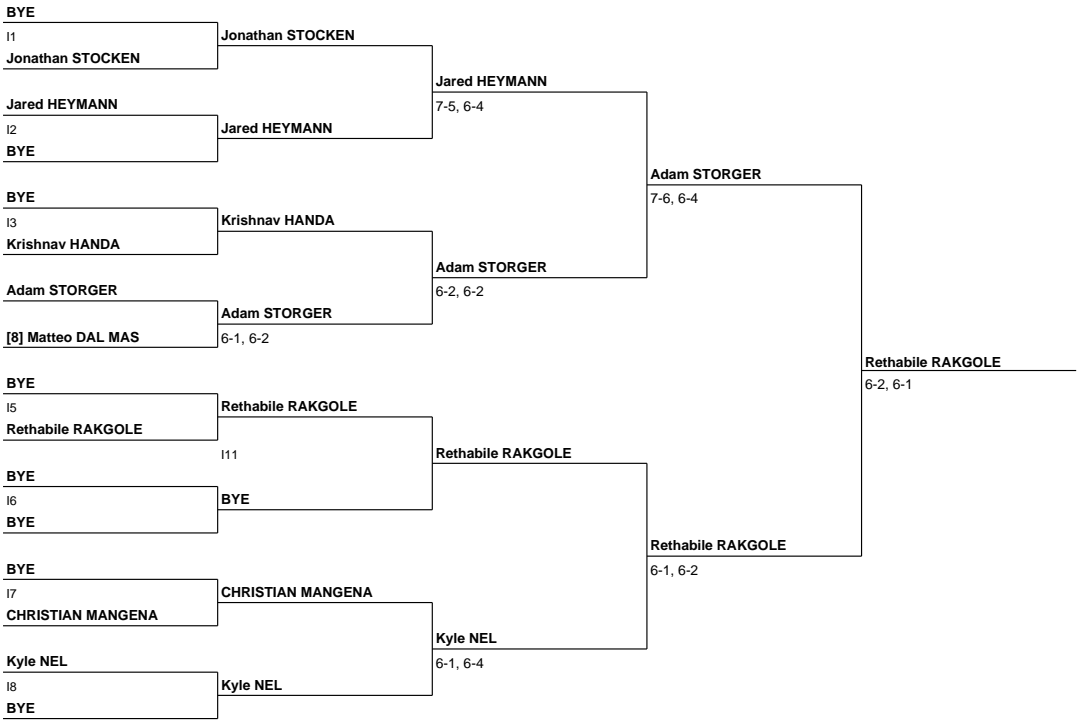 BYE
I1
Jonathan STOCKEN
Jared HEYMANN
I2
BYE
BYE
I3
Krishnav HANDA
Adam STORGER
[8] Matteo DAL MAS
BYE
I5
Rethabile RAKGOLE
BYE
I6
BYE
BYE
I7
CHRISTIAN MANGENA
Kyle NEL
I8
BYE
Jonathan STOCKEN
Jared HEYMANN
Krishnav HANDA
Adam STORGER
6-1, 6-2
Rethabile RAKGOLE
I11
BYE
CHRISTIAN MANGENA
Kyle NEL
Jared HEYMANN
7-5, 6-4
Adam STORGER
6-2, 6-2
Rethabile RAKGOLE
Kyle NEL
6-1, 6-4
Adam STORGER
7-6, 6-4
Rethabile RAKGOLE
6-1, 6-2
Rethabile RAKGOLE
6-2, 6-1